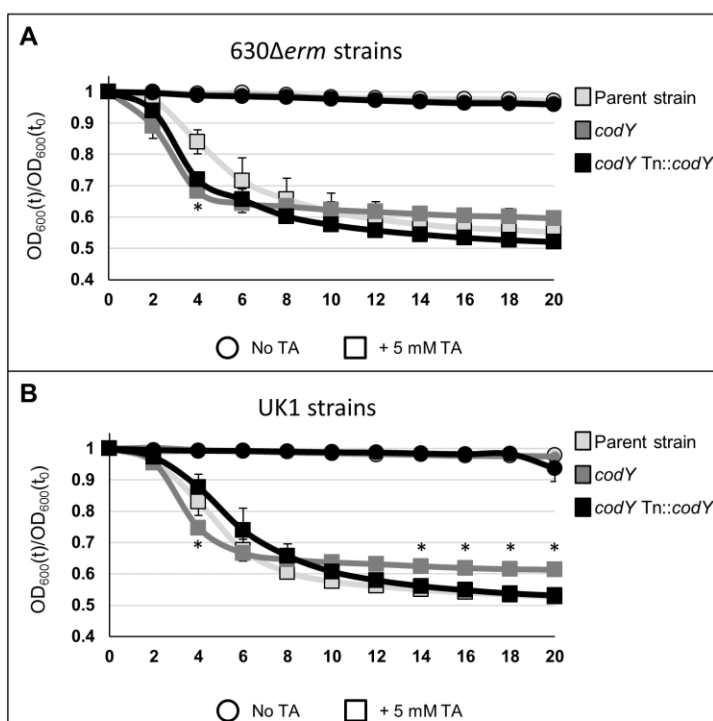 A
630Δerm strains
OD600(t)/OD600(t0)
1
0.9
0.8
0.7
0.6
0.5
0.4
0 2 4 6 8 10 12 14 16 18 20
*
Parent strain
codY
codY Tn::codY
No TA + 5 mM TA
B
UK1 strains
OD600(t)/OD600(t0)
1
0.9
0.8
0.7
0.6
0.5
0.4
0 2 4 6 8 10 12 14 16 18 20
* * * * *
Parent strain
codY
codY Tn::codY
No TA + 5 mM TA